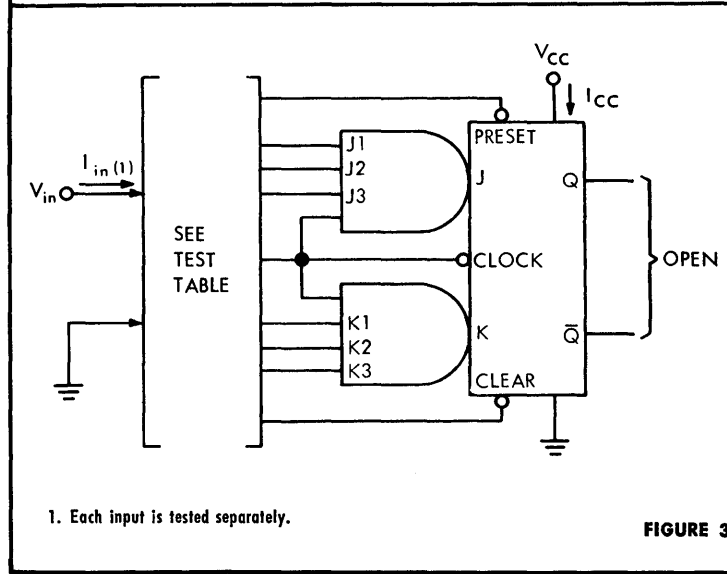 V_CC
I_CC
PRESET
J1
J2
J3
J
Q
I_in (1)
V_in
SEE
TEST
TABLE
CLOCK
OPEN
K1
K2
K3
K
Q̅
CLEAR
1. Each input is tested separately.
FIGURE 3